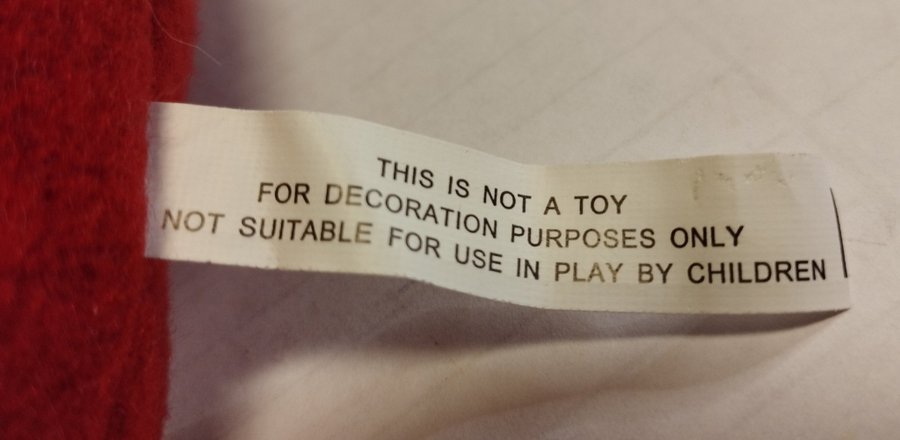 THIS IS NOT A TOY
FOR DECORATION PURPOSES ONLY
NOT SUITABLE FOR USE IN PLAY BY CHILDREN